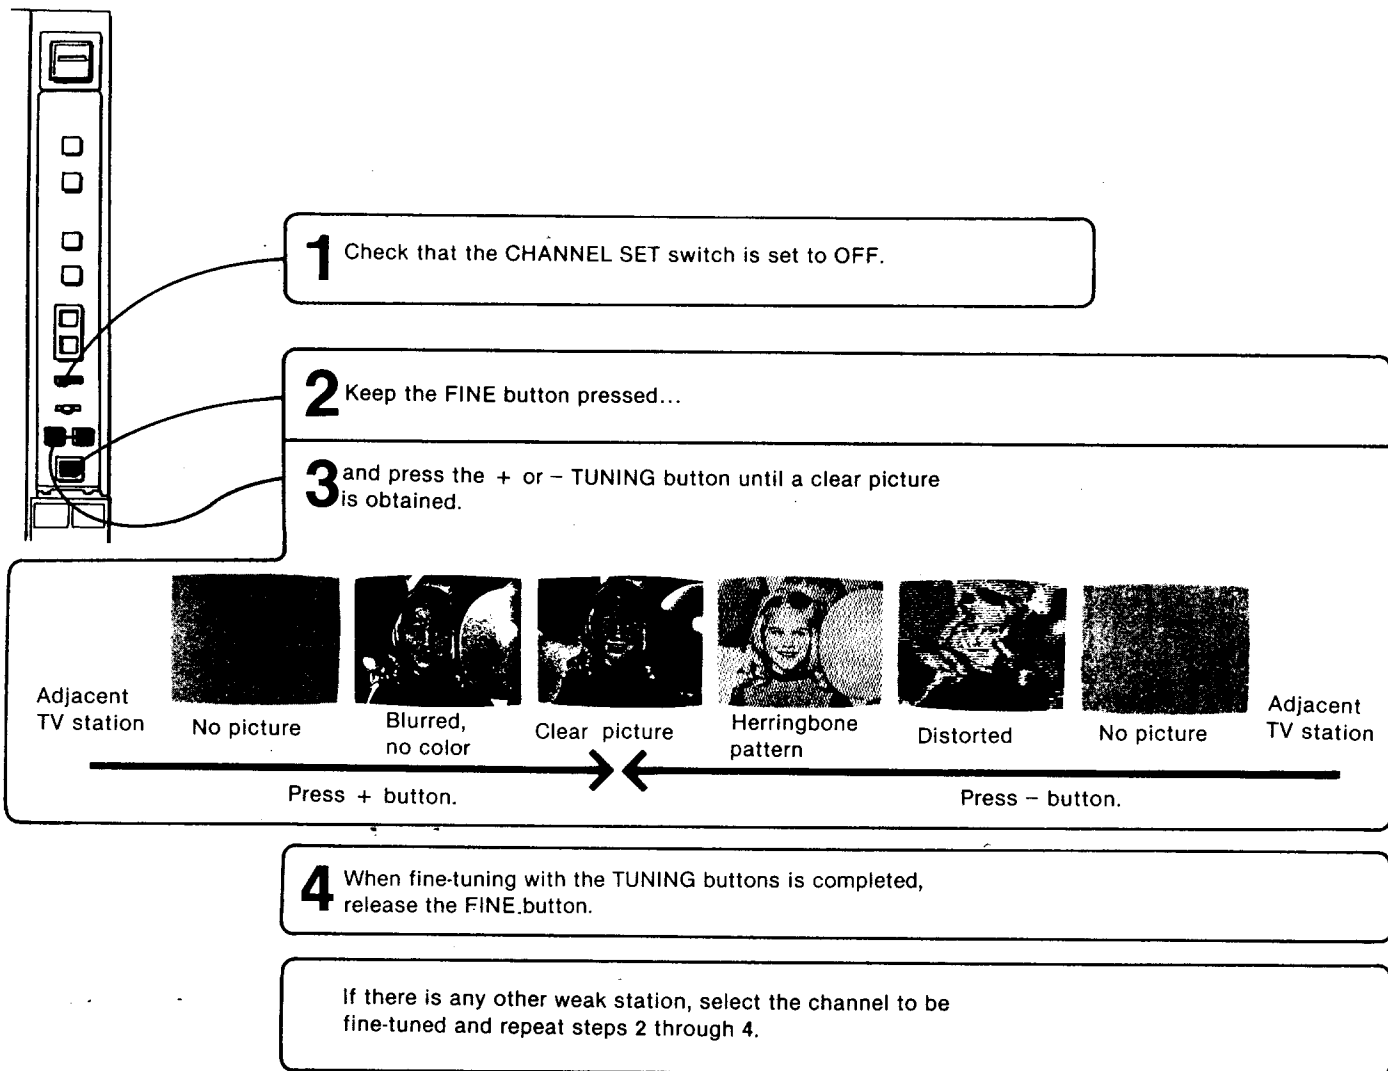 1 Check that the CHANNEL SET switch is set to OFF.
2 Keep the FINE button pressed...
3 and press the + or – TUNING button until a clear picture
is obtained.
Adjacent
TV station
No picture
Blurred,
no color
Clear picture
Herringbone
pattern
Distorted
No picture
Adjacent
TV station
Press + button.
Press – button.
4 When fine-tuning with the TUNING buttons is completed,
release the FINE button.
If there is any other weak station, select the channel to be
fine-tuned and repeat steps 2 through 4.